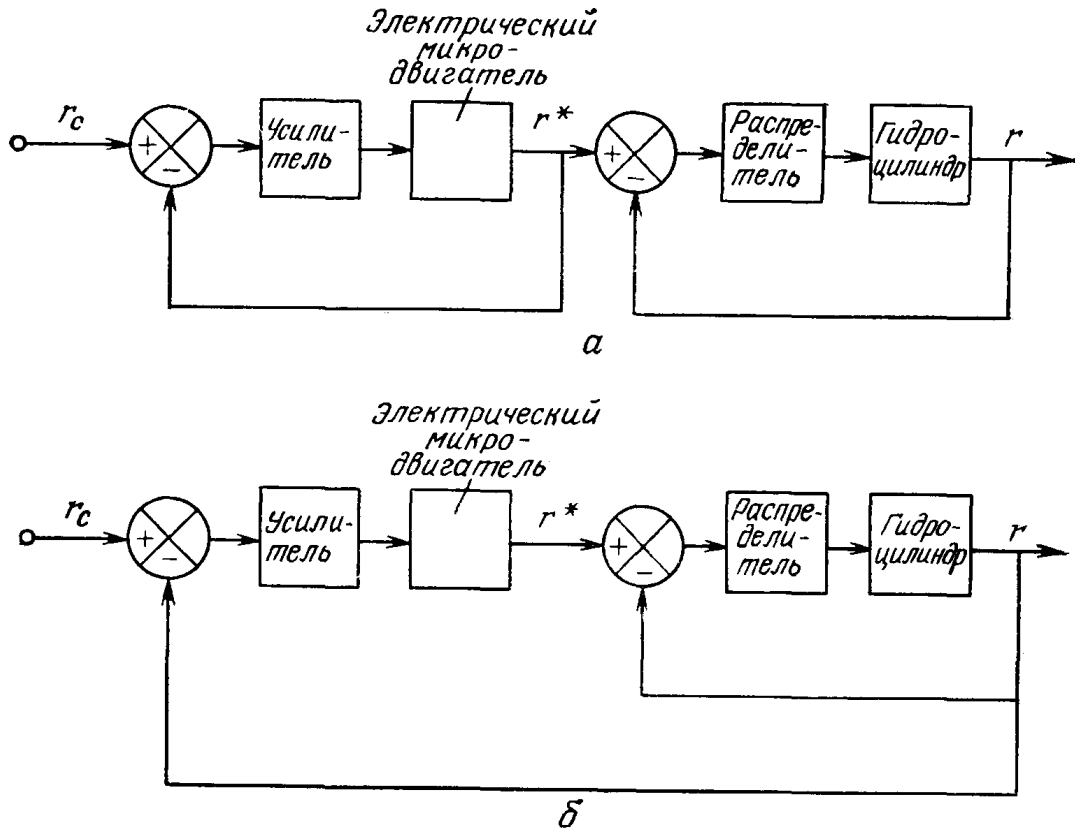 Электрический
микро-
двигатель
r_c
+
−
Усили-
тель
r*
+
−
Распре-
дели-
тель
Гидро-
цилиндр
r
а
Электрический
микро-
двигатель
r_c
+
−
Усили-
тель
r*
+
−
Распре-
дели-
тель
Гидро-
цилиндр
r
б